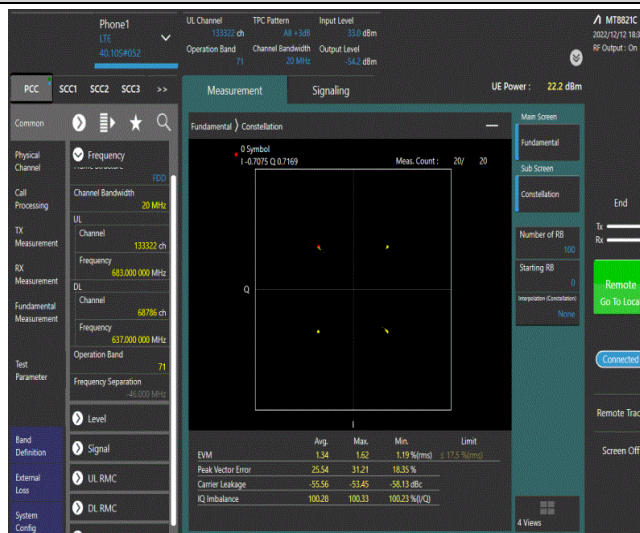 Phone1
LTE
40.10S#052
UL Channel
133322 ch
TPC Pattern
All +3dB
Input Level
33.0 dBm
Operation Band
71
Channel Bandwidth
20 MHz
Output Level
-54.2 dBm
MT8821C
2022/12/12 18:3
RF Output : On
PCC SCC1 SCC2 SCC3 >>
Measurement
Signaling
UE Power : 22.2 dBm
Common
Physical
Channel
Call
Processing
TX
Measurement
RX
Measurement
Fundamental
Measurement
Test
Parameter
Band
Definition
External
Loss
System
Config
Frequency
FDD
Channel Bandwidth
20 MHz
UL
Channel
133322 ch
Frequency
683.000 000 MHz
DL
Channel
68786 ch
Frequency
637.000 000 MHz
Operation Band
71
Frequency Separation
-46.000 MHz
Level
Signal
UL RMC
DL RMC
Fundamental ⟩ Constellation
0 Symbol
I -0.7075 Q 0.7169
Meas. Count : 20/ 20
Q
I
Avg. Max. Min. Limit
EVM 1.34 1.62 1.19 %(rms) ≤ 17.5 %(rms)
Peak Vector Error 25.54 31.21 18.35 %
Carrier Leakage -55.56 -53.45 -58.13 dBc
IQ Imbalance 100.28 100.33 100.23 %(I/Q)
Main Screen
Fundamental
Sub Screen
Constellation
Number of RB
100
Starting RB
0
Interpolation (Constellation)
None
4 Views
End
Tx
Rx
Remote
Go To Loca
Connected
Remote Trac
Screen Off